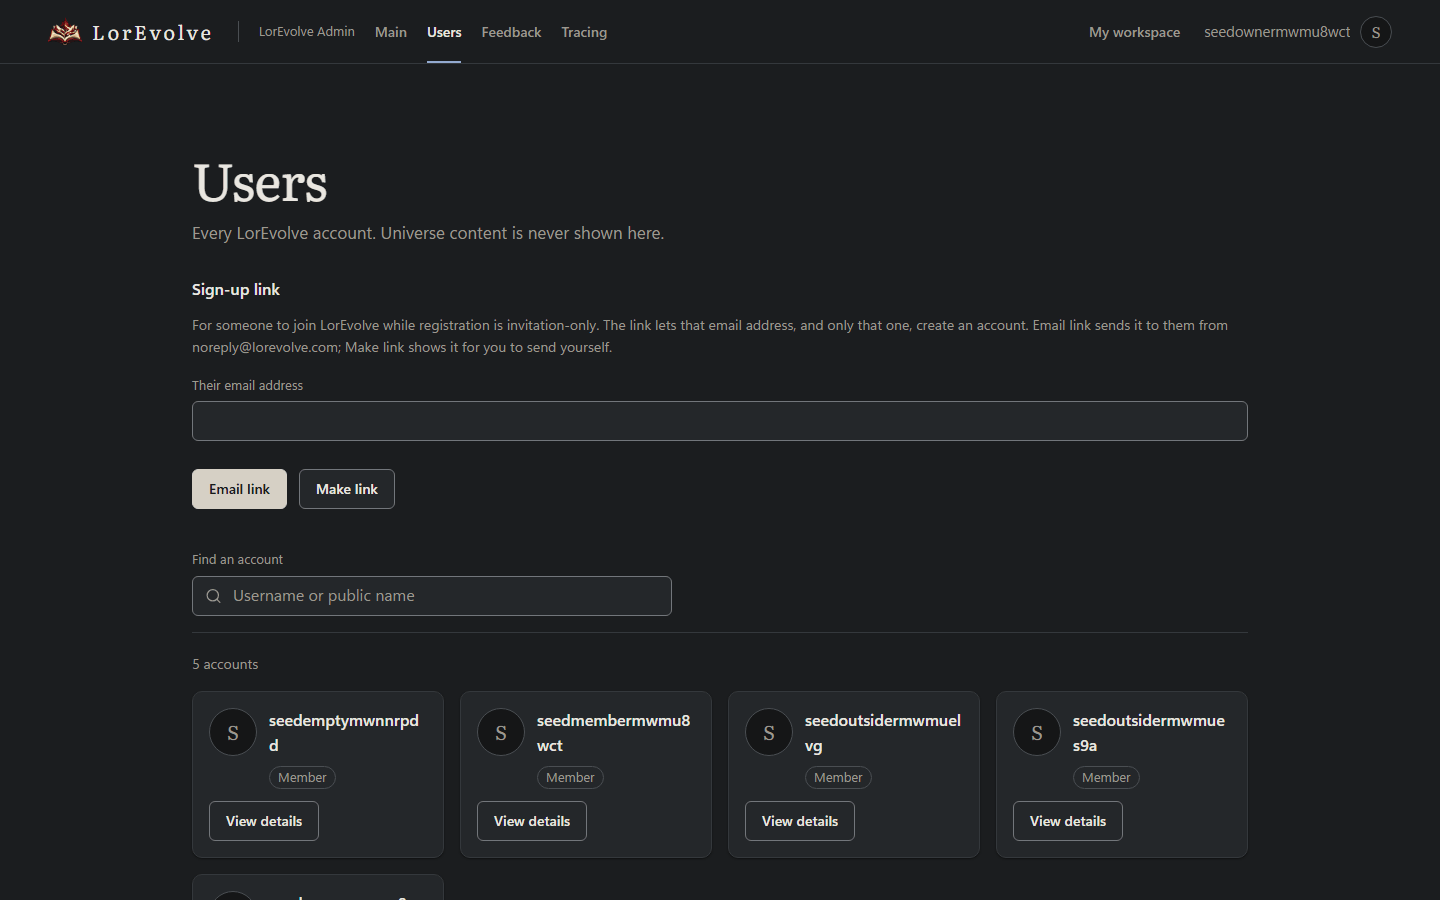 LorEvolve
LorEvolve Admin
Main
Users
Feedback
Tracing
My workspace
seedownermwmu8wct
S
Users
Every LorEvolve account. Universe content is never shown here.
Sign-up link
For someone to join LorEvolve while registration is invitation-only. The link lets that email address, and only that one, create an account. Email link sends it to them from
noreply@lorevolve.com; Make link shows it for you to send yourself.
Their email address
Email link
Make link
Find an account
Username or public name
5 accounts
S
seedemptymwnnrpd
d
Member
View details
S
seedmembermwmu8
wct
Member
View details
S
seedoutsidermwmuel
vg
Member
View details
S
seedoutsidermwmue
s9a
Member
View details